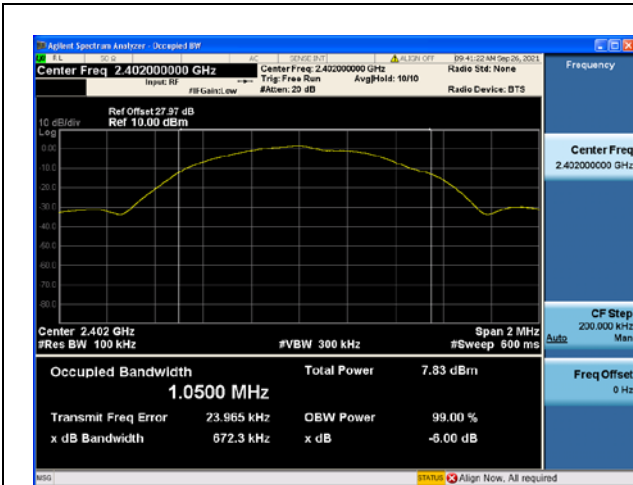 Agilent Spectrum Analyzer - Occupied BW
RL 50 Ω AC SENSE:INT ALIGN OFF 09:41:22 AM Sep 26, 2021
Center Freq 2.402000000 GHz
Center Freq: 2.402000000 GHz
Radio Std: None
Frequency
Input: RF
Trig: Free Run Avg|Hold: 10/10
#IFGain:Low
#Atten: 20 dB
Radio Device: BTS
Ref Offset 27.97 dB
10 dB/div Ref 10.00 dBm
Log
0.00
-10.0
-20.0
-30.0
-40.0
-50.0
-60.0
-70.0
-80.0
Center Freq
2.402000000 GHz
Center 2.402 GHz
Span 2 MHz
#Res BW 100 kHz
#VBW 300 kHz
#Sweep 600 ms
CF Step
200.000 kHz
Auto Man
Occupied Bandwidth
Total Power 7.83 dBm
1.0500 MHz
Freq Offset
0 Hz
Transmit Freq Error 23.965 kHz OBW Power 99.00 %
x dB Bandwidth 672.3 kHz x dB -6.00 dB
MSG
STATUS Align Now, All required